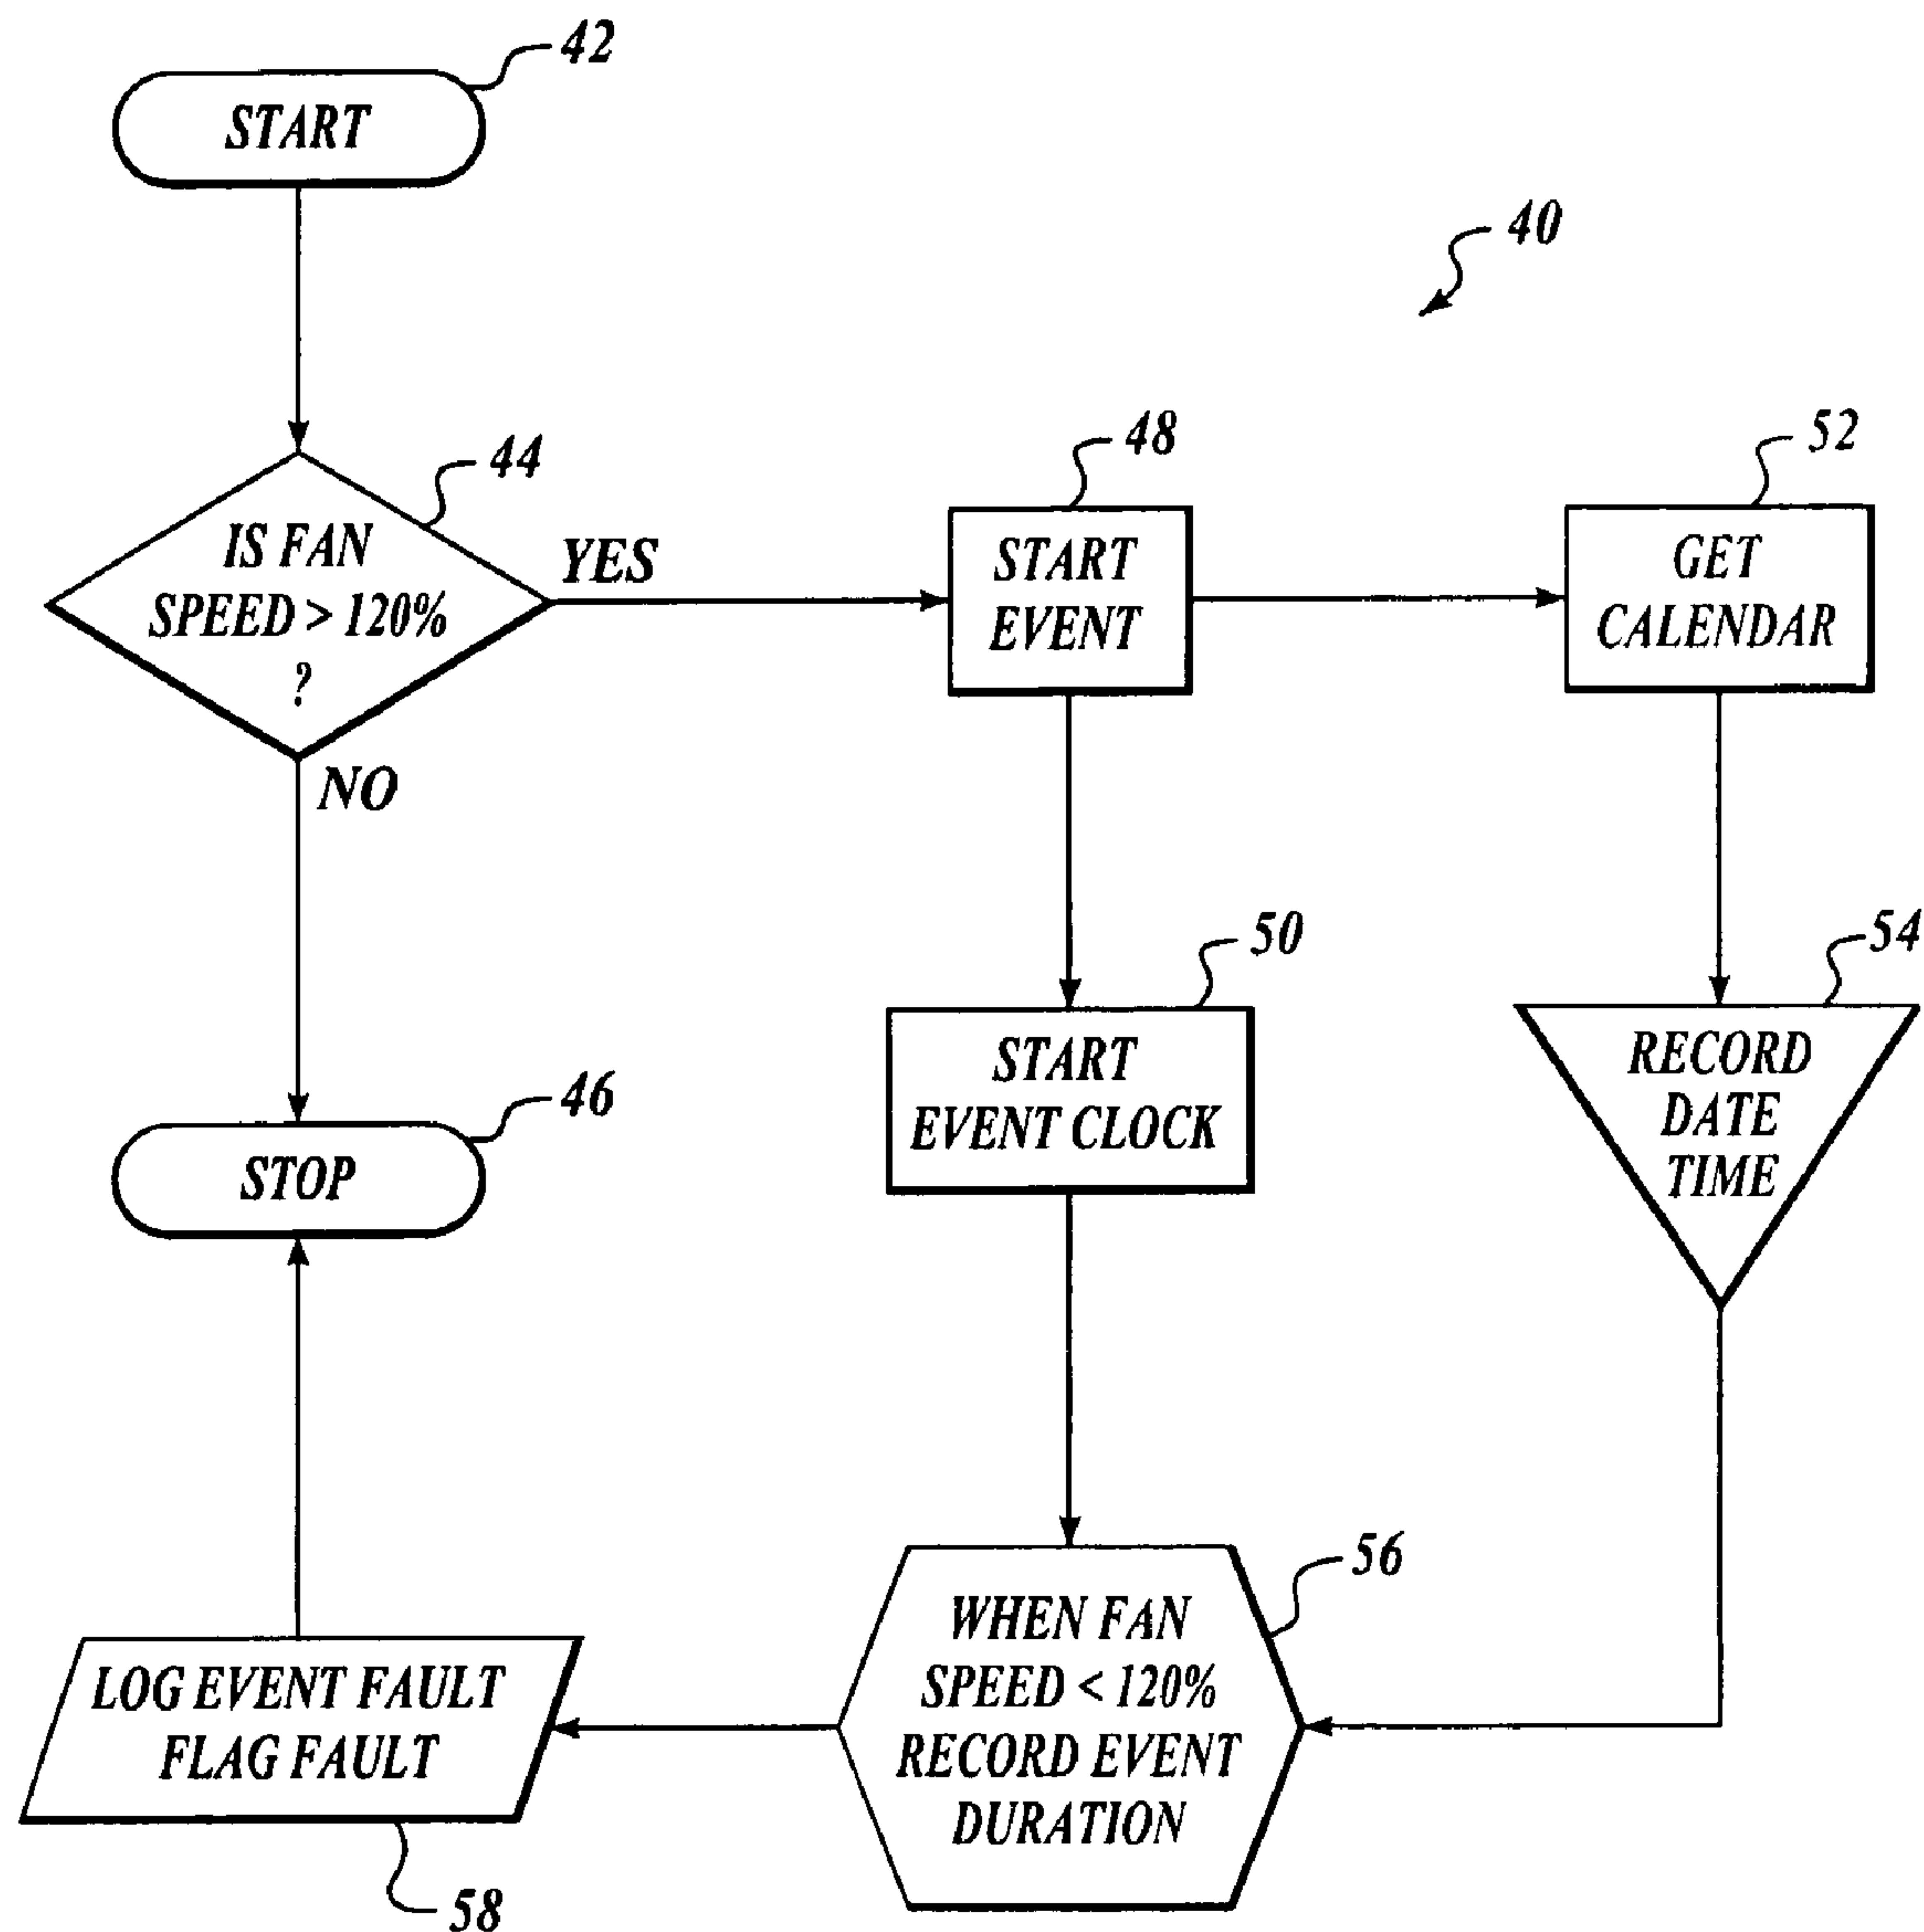 42
START
40
44
IS FAN
SPEED > 120%
?
YES
NO
48
START
EVENT
52
GET
CALENDAR
50
START
EVENT CLOCK
54
RECORD
DATE
TIME
46
STOP
56
WHEN FAN
SPEED < 120%
RECORD EVENT
DURATION
LOG EVENT FAULT
FLAG FAULT
58